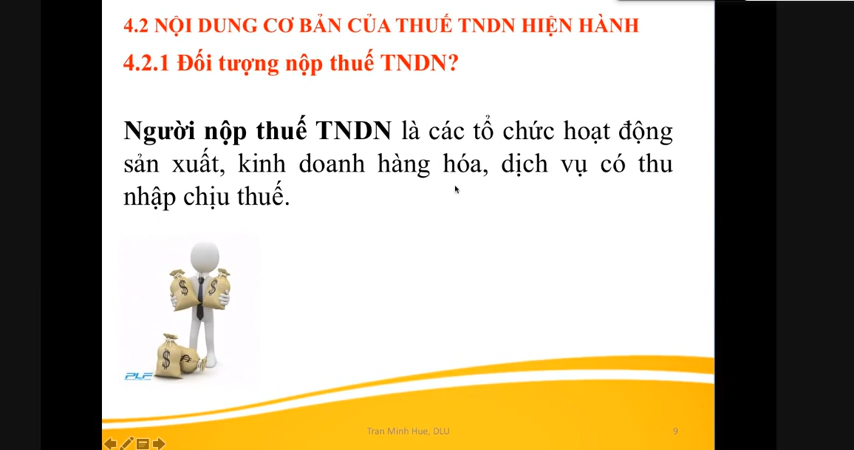 4.2 NỘI DUNG CƠ BẢN CỦA THUẾ TNDN HIỆN HÀNH
4.2.1 Đối tượng nộp thuế TNDN?
Người nộp thuế TNDN là các tổ chức hoạt động
sản xuất, kinh doanh hàng hóa, dịch vụ có thu
nhập chịu thuế.
$ $
$
PLF
Tran Minh Hue, DLU
9